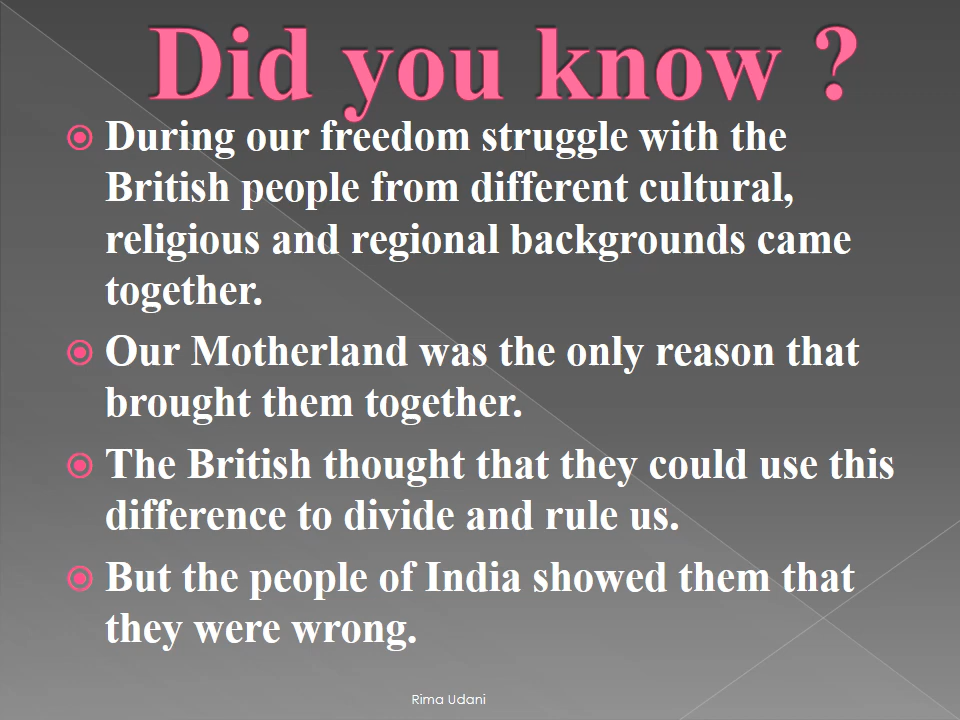 Did you know ?
During our freedom struggle with the
British people from different cultural,
religious and regional backgrounds came
together.
Our Motherland was the only reason that
brought them together.
The British thought that they could use this
difference to divide and rule us.
But the people of India showed them that
they were wrong.
Rima Udani